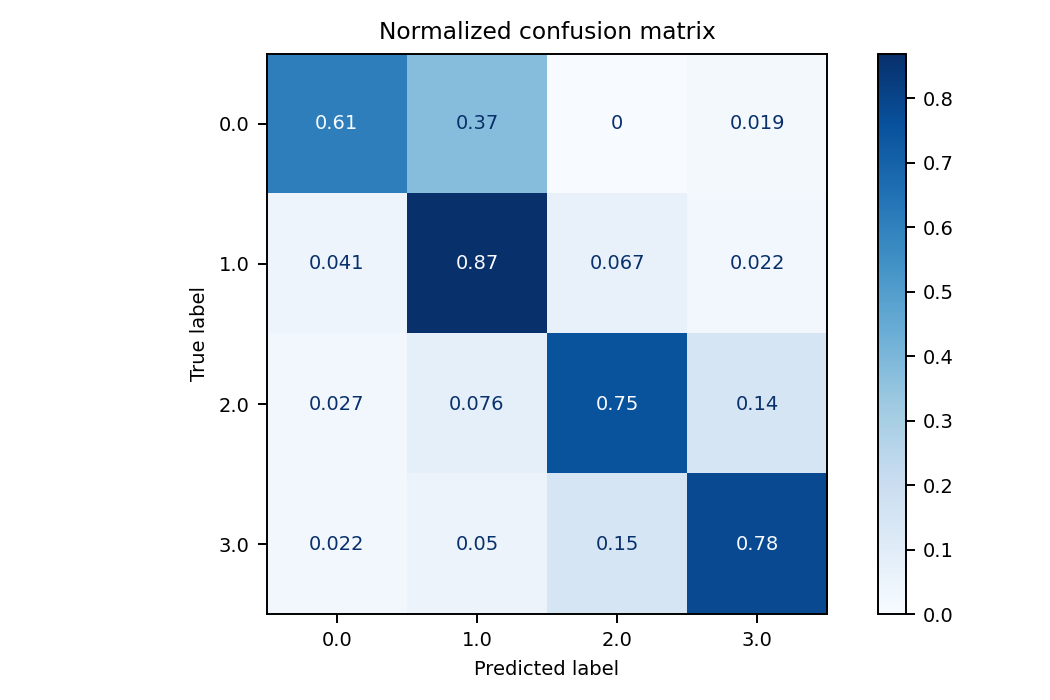 Normalized confusion matrix
0.0 0.61 0.37 0 0.019
1.0 0.041 0.87 0.067 0.022
2.0 0.027 0.076 0.75 0.14
3.0 0.022 0.05 0.15 0.78
0.0 1.0 2.0 3.0
True label
Predicted label
0.8
0.7
0.6
0.5
0.4
0.3
0.2
0.1
0.0